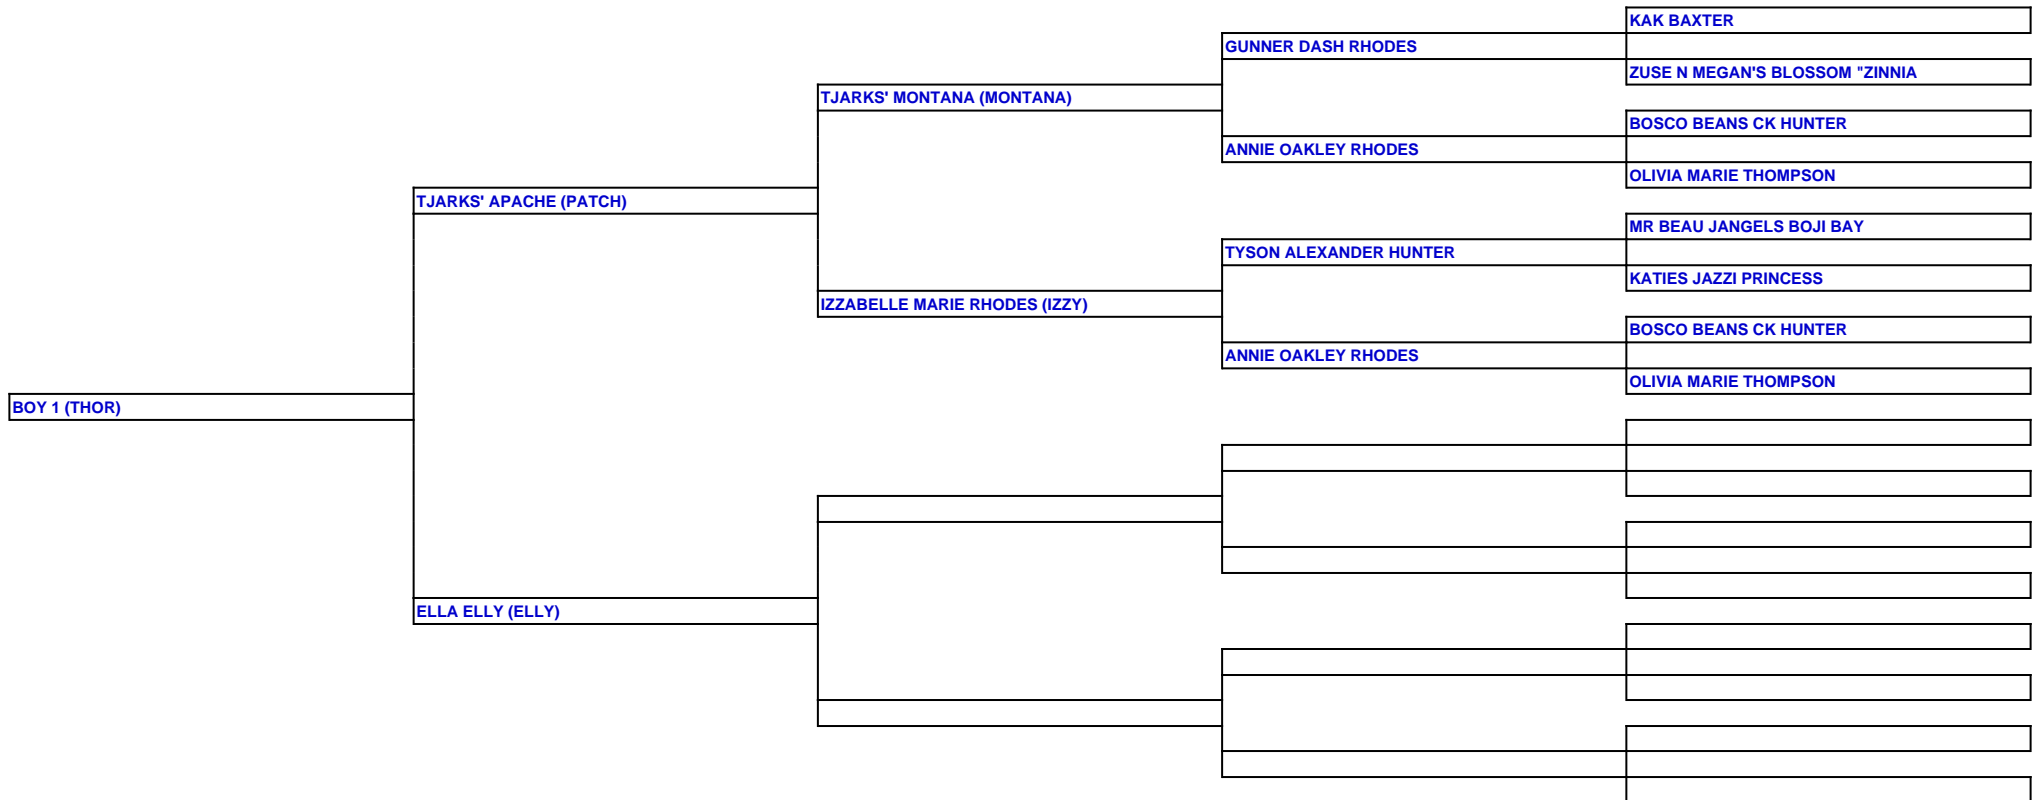 KAK BAXTER
GUNNER DASH RHODES
ZUSE N MEGAN'S BLOSSOM "ZINNIA
TJARKS' MONTANA (MONTANA)
BOSCO BEANS CK HUNTER
ANNIE OAKLEY RHODES
OLIVIA MARIE THOMPSON
TJARKS' APACHE (PATCH)
MR BEAU JANGELS BOJI BAY
TYSON ALEXANDER HUNTER
KATIES JAZZI PRINCESS
IZZABELLE MARIE RHODES (IZZY)
BOSCO BEANS CK HUNTER
ANNIE OAKLEY RHODES
OLIVIA MARIE THOMPSON
BOY 1 (THOR)
ELLA ELLY (ELLY)